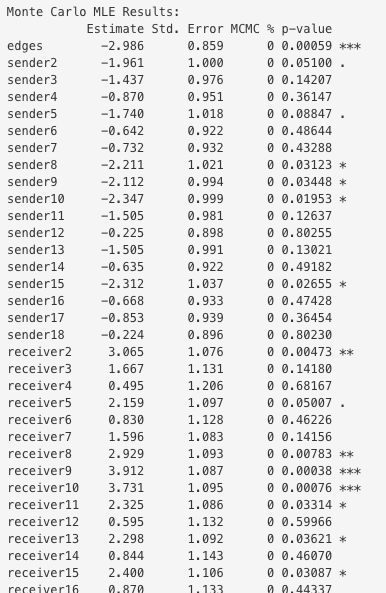 Monte Carlo MLE Results:
Estimate Std. Error MCMC % p-value
edges -2.986 0.859 0 0.00059 ***
sender2 -1.961 1.000 0 0.05100 .
sender3 -1.437 0.976 0 0.14207
sender4 -0.870 0.951 0 0.36147
sender5 -1.740 1.018 0 0.08847 .
sender6 -0.642 0.922 0 0.48644
sender7 -0.732 0.932 0 0.43288
sender8 -2.211 1.021 0 0.03123 *
sender9 -2.112 0.994 0 0.03448 *
sender10 -2.347 0.999 0 0.01953 *
sender11 -1.505 0.981 0 0.12637
sender12 -0.225 0.898 0 0.80255
sender13 -1.505 0.991 0 0.13021
sender14 -0.635 0.922 0 0.49182
sender15 -2.312 1.037 0 0.02655 *
sender16 -0.668 0.933 0 0.47428
sender17 -0.853 0.939 0 0.36454
sender18 -0.224 0.896 0 0.80230
receiver2 3.065 1.076 0 0.00473 **
receiver3 1.667 1.131 0 0.14180
receiver4 0.495 1.206 0 0.68167
receiver5 2.159 1.097 0 0.05007 .
receiver6 0.830 1.128 0 0.46226
receiver7 1.596 1.083 0 0.14156
receiver8 2.929 1.093 0 0.00783 **
receiver9 3.912 1.087 0 0.00038 ***
receiver10 3.731 1.095 0 0.00076 ***
receiver11 2.325 1.086 0 0.03314 *
receiver12 0.595 1.132 0 0.59966
receiver13 2.298 1.092 0 0.03621 *
receiver14 0.844 1.143 0 0.46070
receiver15 2.400 1.106 0 0.03087 *
receiver16 0.870 1.133 0 0.44337